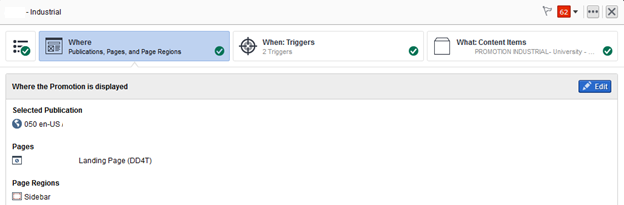 - Industrial
62
Where
Publications, Pages, and Page Regions
When: Triggers
2 Triggers
What: Content Items
PROMOTION INDUSTRIAL- University - ...
Where the Promotion is displayed
Edit
Selected Publication
050 en-US
Pages
Landing Page (DD4T)
Page Regions
Sidebar